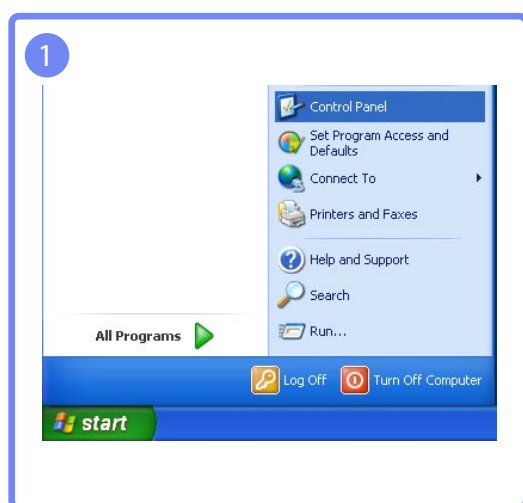 1
Control Panel
Set Program Access and
Defaults
Connect To
Printers and Faxes
Help and Support
Search
Run...
All Programs
Log Off
Turn Off Computer
start